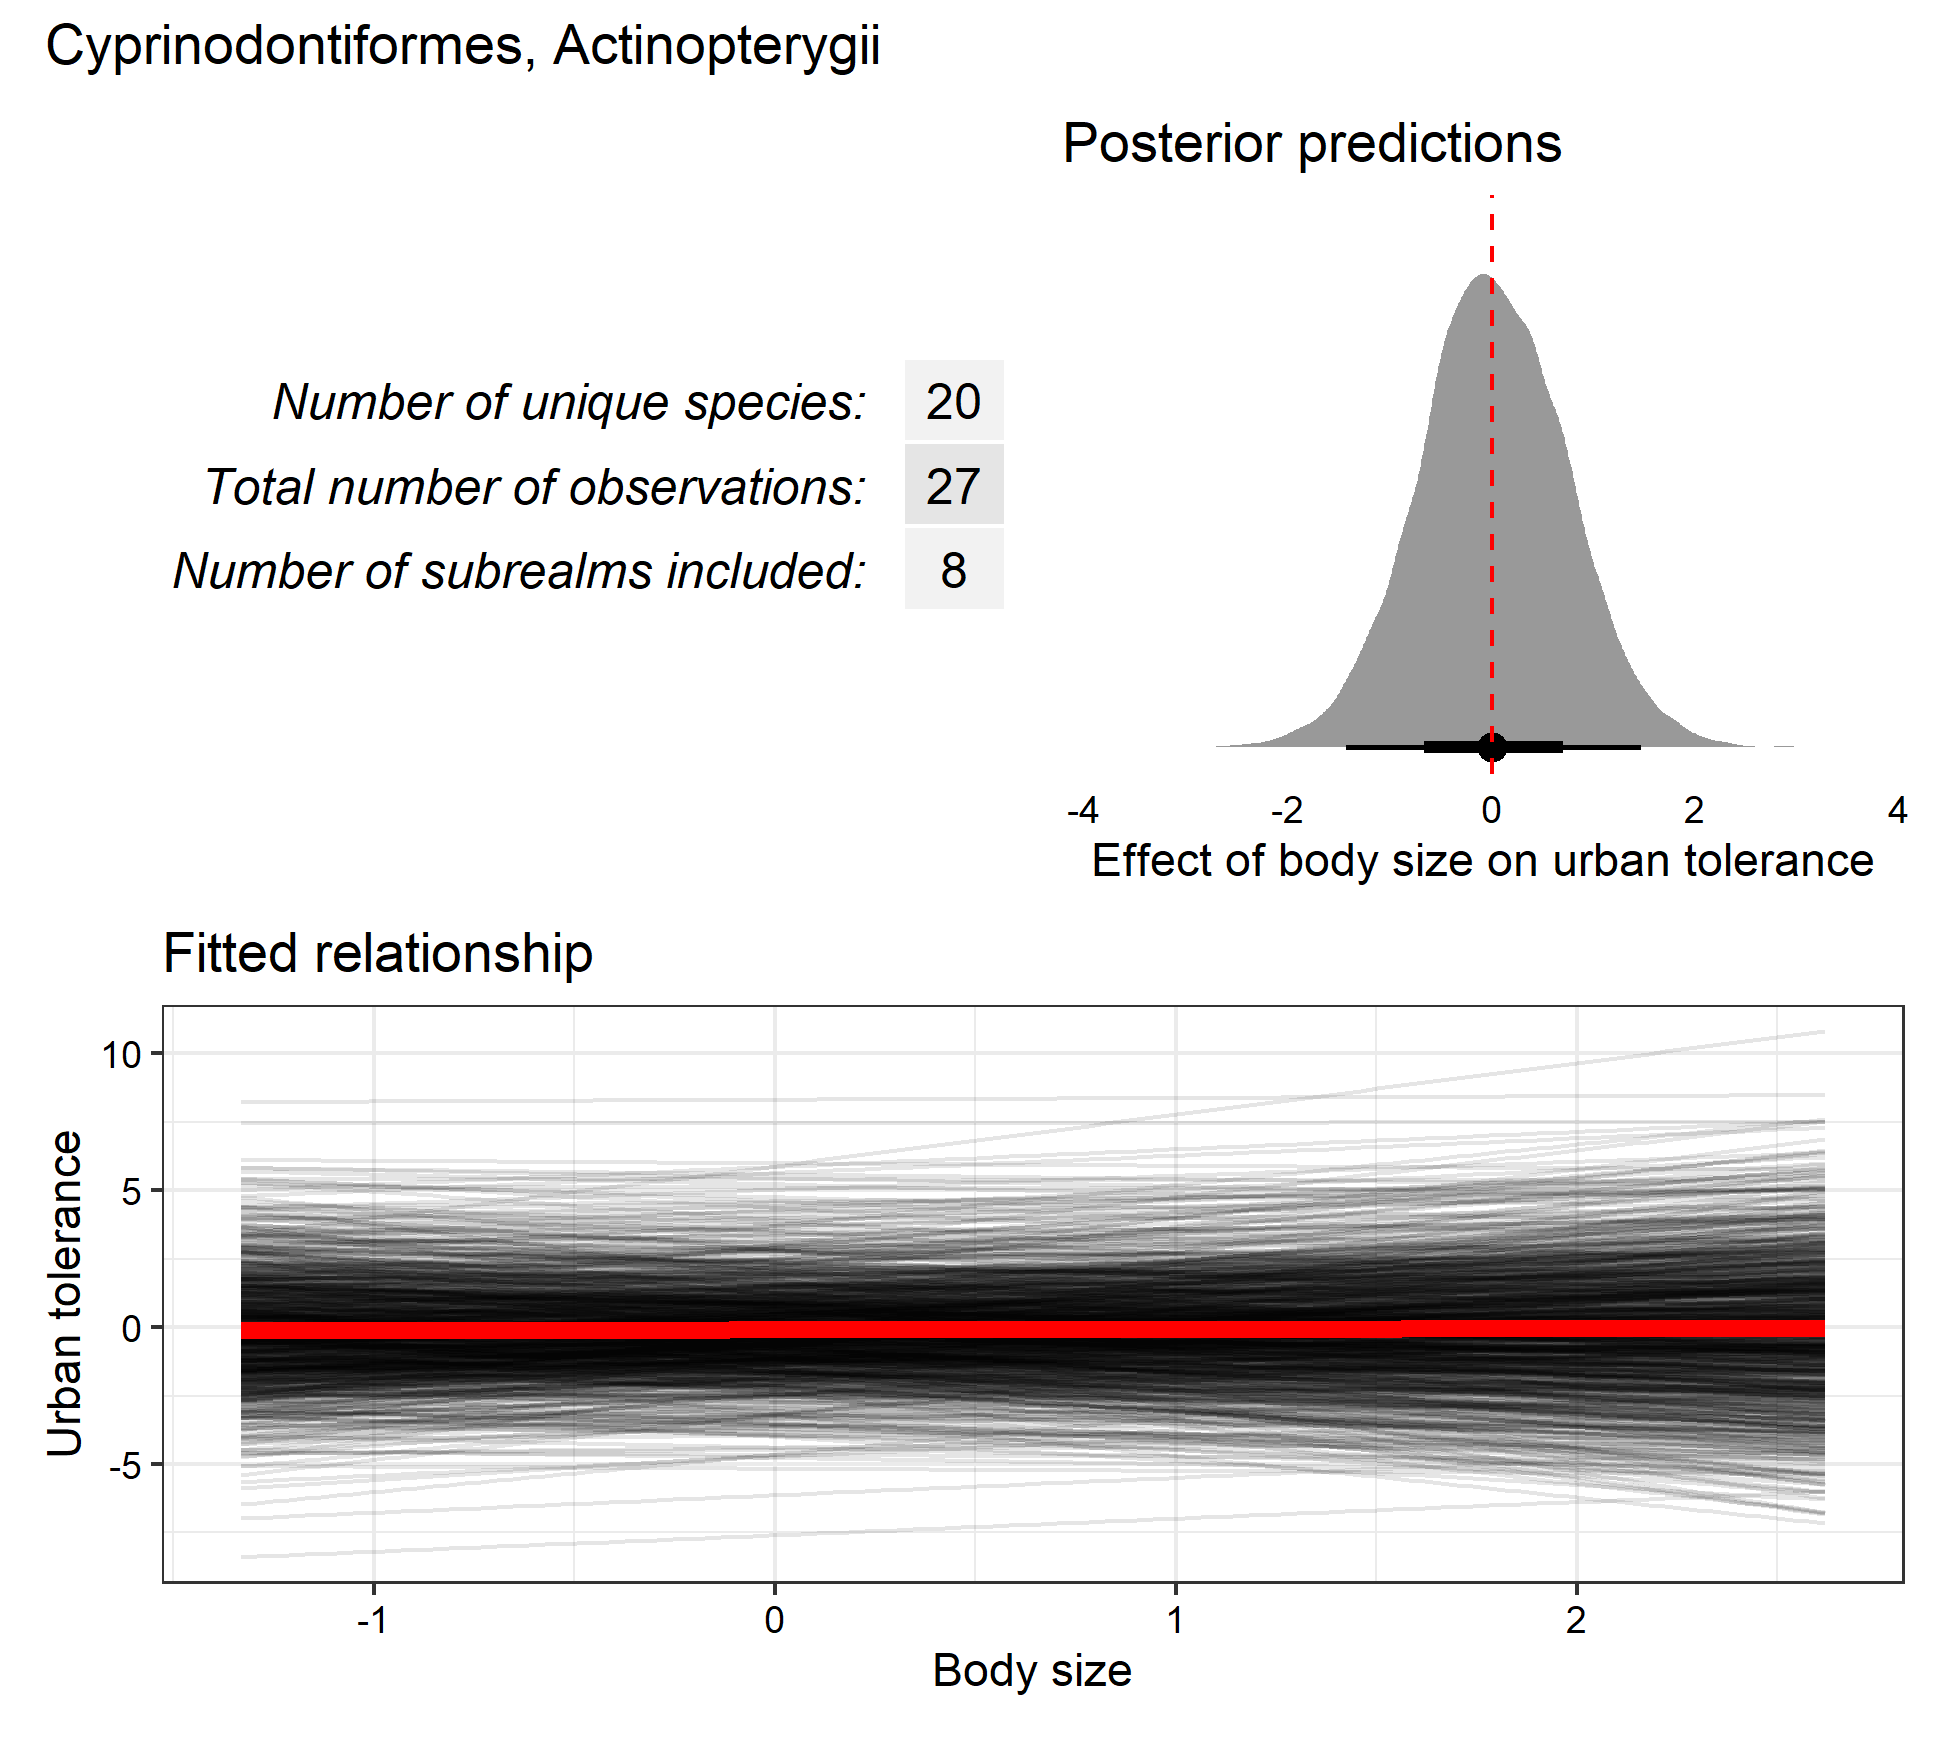 Cyprinodontiformes, Actinopterygii
Posterior predictions
Number of unique species: 20
Total number of observations: 27
Number of subrealms included: 8
-4 -2 0 2 4
Effect of body size on urban tolerance
Fitted relationship
10
5
0
-5
Urban tolerance
-1 0 1 2
Body size